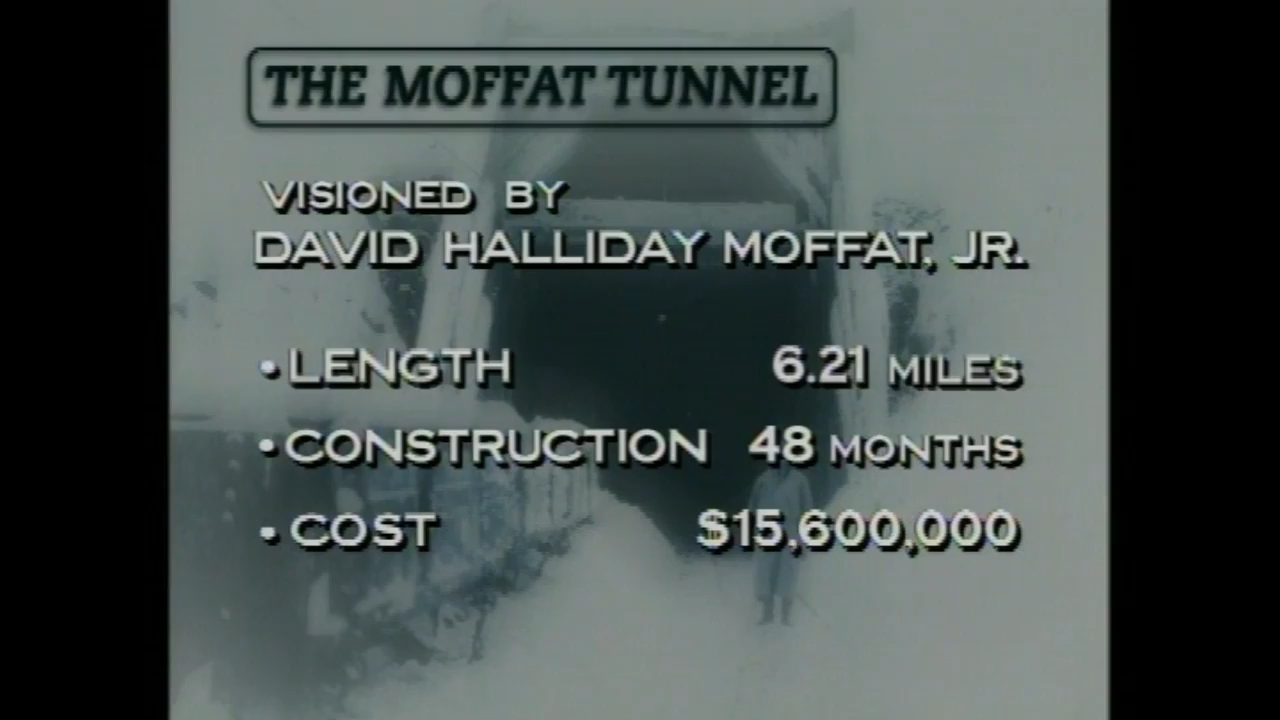 THE MOFFAT TUNNEL
VISIONED BY
DAVID HALLIDAY MOFFAT, JR.
• LENGTH 6.21 MILES
• CONSTRUCTION 48 MONTHS
• COST $15,600,000